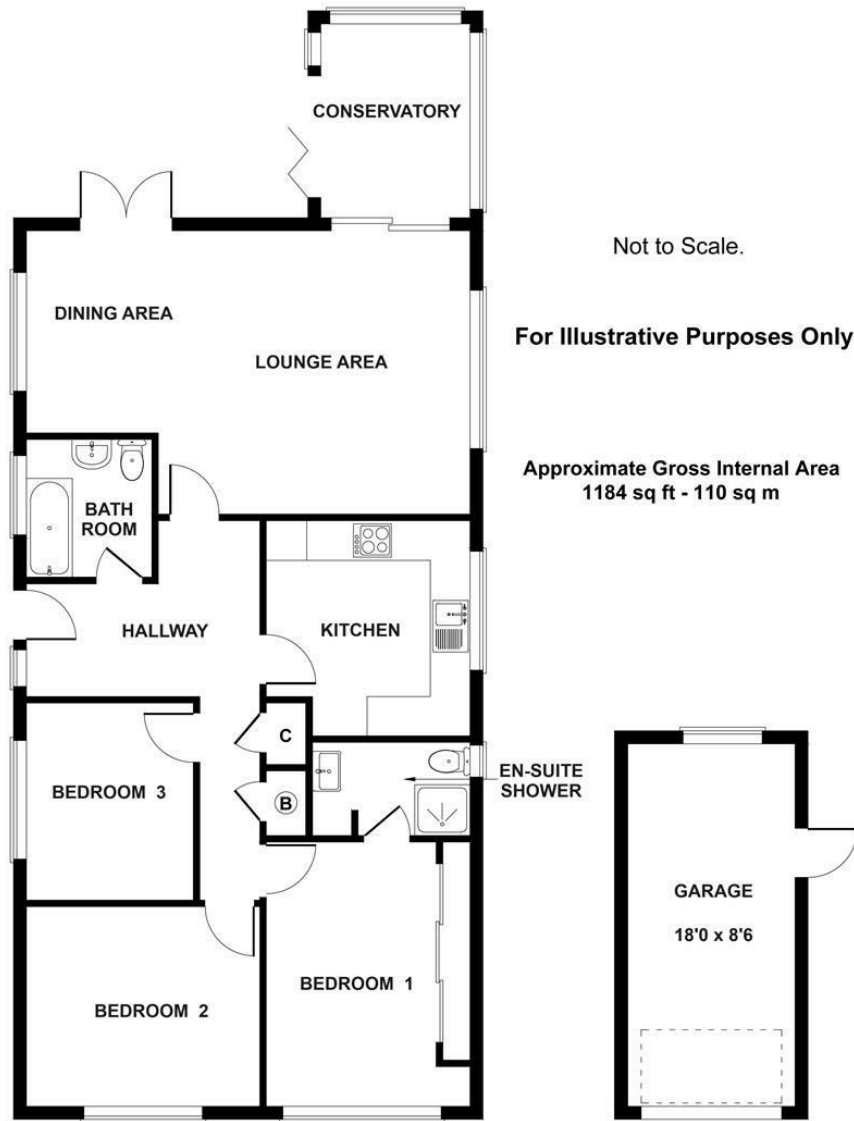 CONSERVATORY
Not to Scale.
DINING AREA
For Illustrative Purposes Only
LOUNGE AREA
Approximate Gross Internal Area
1184 sq ft - 110 sq m
BATH
ROOM
HALLWAY
KITCHEN
C
EN-SUITE
SHOWER
BEDROOM 3
B
GARAGE
18'0 x 8'6
BEDROOM 1
BEDROOM 2